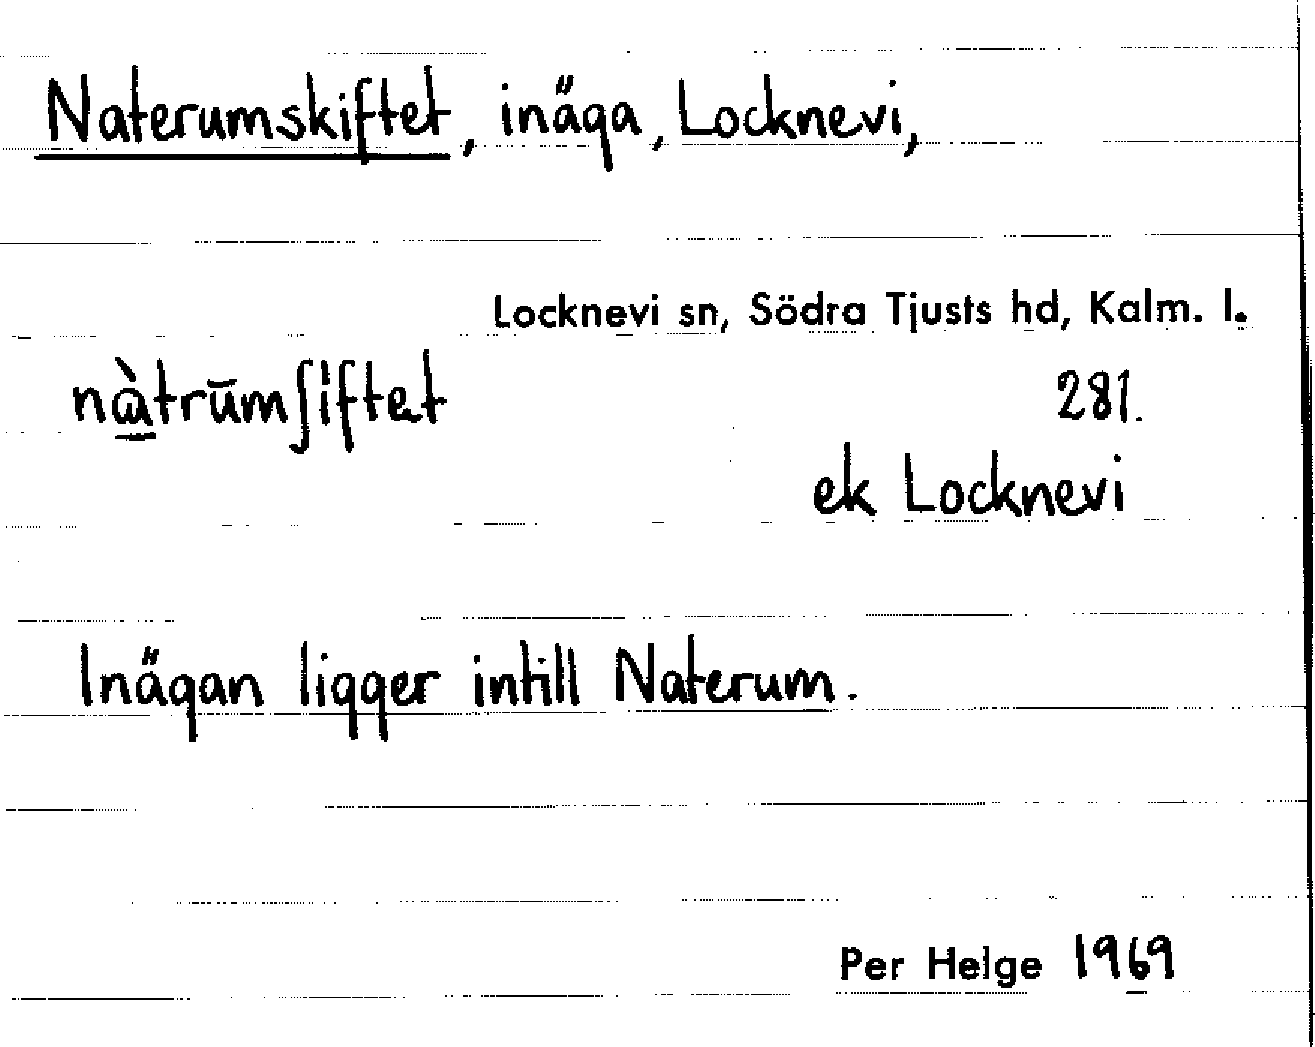 Naterumskiftet, inäga, Locknevi,
Locknevi sn, Södra Tjusts hd, Kalm. l.
nàtrūmʃiftet 281.
ek Locknevi
Inägan ligger intill Naterum.
Per Helge 1969